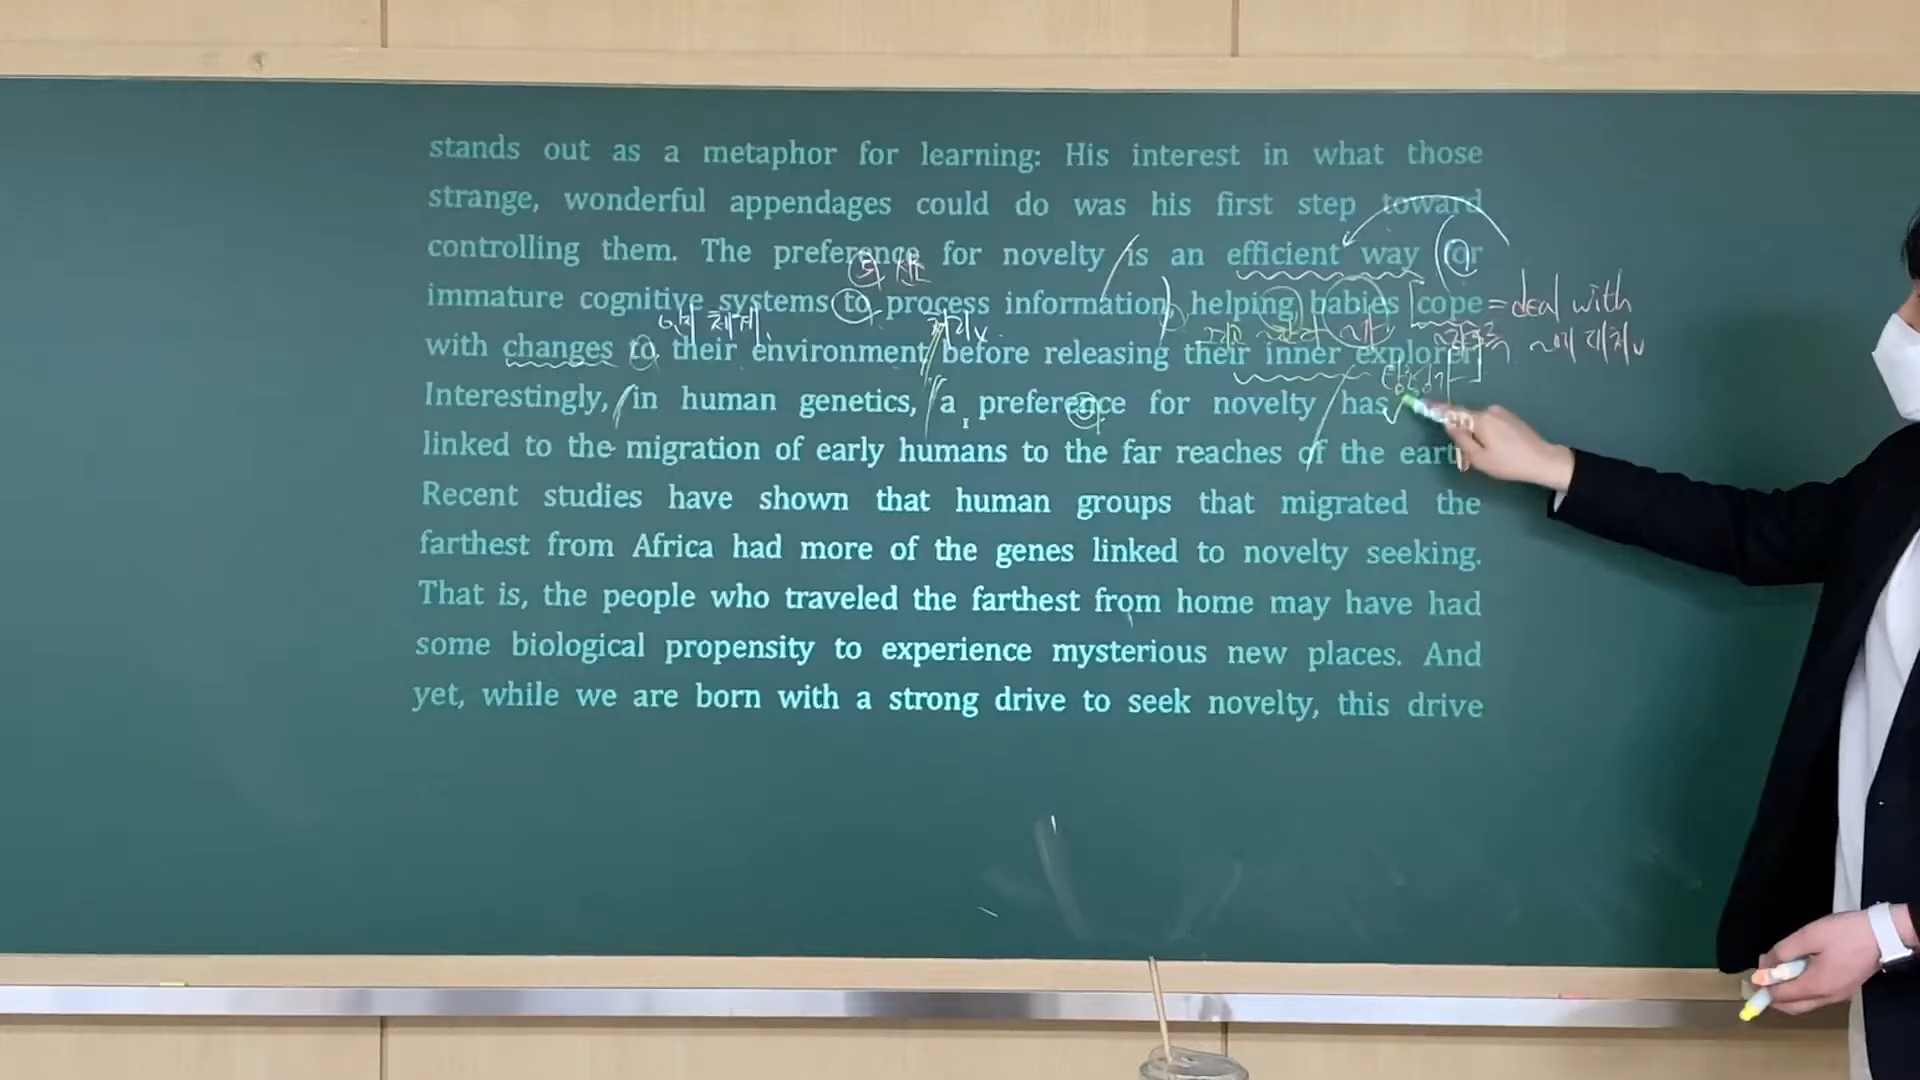 stands out as a metaphor for learning: His interest in what those
strange, wonderful appendages could do was his first step toward
controlling them. The preference for novelty is an efficient way for
immature cognitive systems to process information, helping babies [cope = deal with
with changes to their environment before releasing their inner explorer]
Interestingly, in human genetics, a preference for novelty has
linked to the migration of early humans to the far reaches of the
Recent studies have shown that human groups that migrated the
farthest from Africa had more of the genes linked to novelty seeking.
That is, the people who traveled the farthest from home may have had
some biological propensity to experience mysterious new places. And
yet, while we are born with a strong drive to seek novelty, this drive